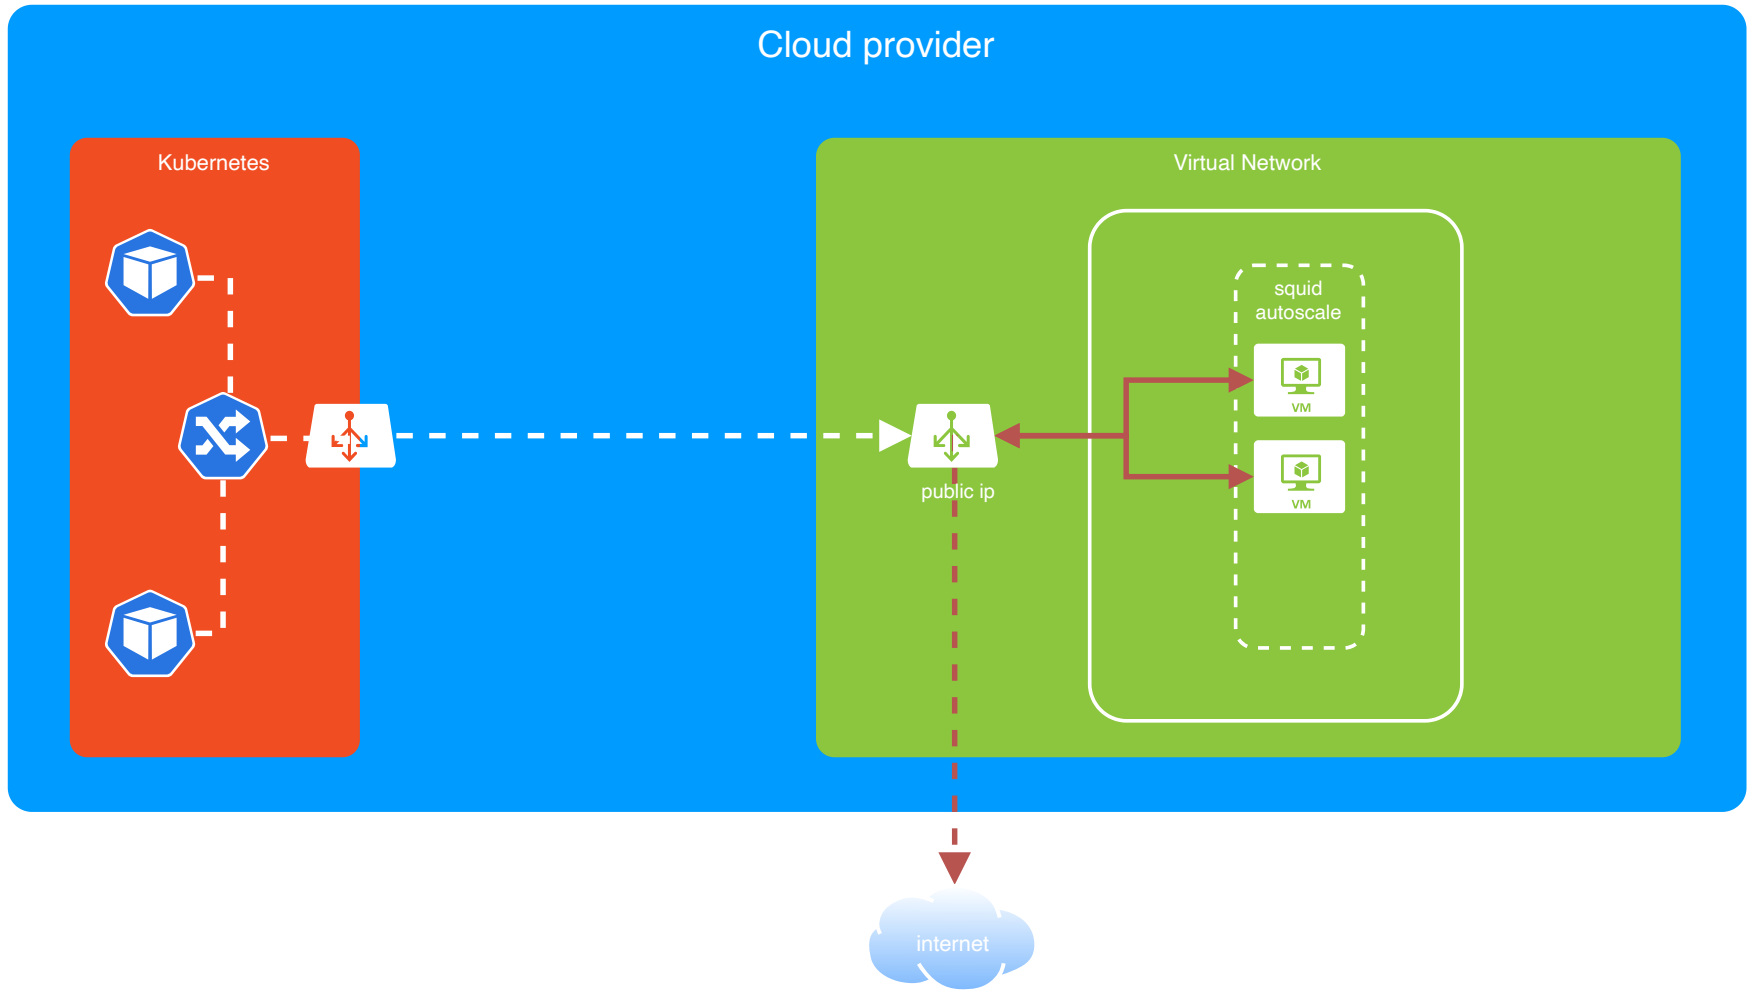 Cloud provider
Kubernetes
Virtual Network
squid
autoscale
VM
VM
public ip
internet